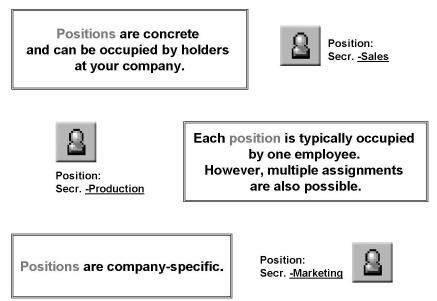 Positions are concrete
and can be occupied by holders
at your company.
Position:
Secr. -Sales
Position:
Secr. -Production
Each position is typically occupied
by one employee.
However, multiple assignments
are also possible.
Positions are company-specific.
Position:
Secr. -Marketing